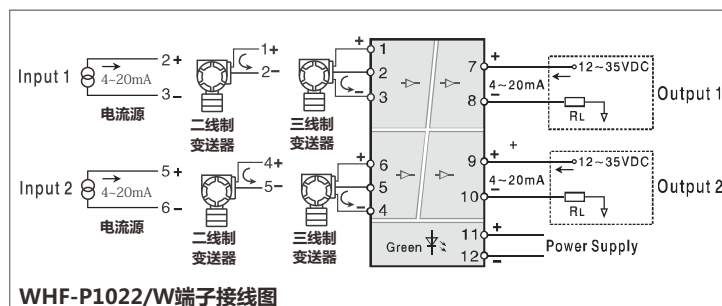 Input 1
2+
4~20mA
3−
电流源
1+
2−
二线制
变送器
三线制
变送器
+
−
1
2
3
7
8
+
4~20mA
−
12~35VDC
RL
Output 1
Input 2
5+
4~20mA
6−
电流源
4+
5−
二线制
变送器
三线制
变送器
+
−
6
5
4
9
10
+
+
4~20mA
−
12~35VDC
RL
Output 2
Green
11
12
+
−
Power Supply
WHF-P1022/W端子接线图